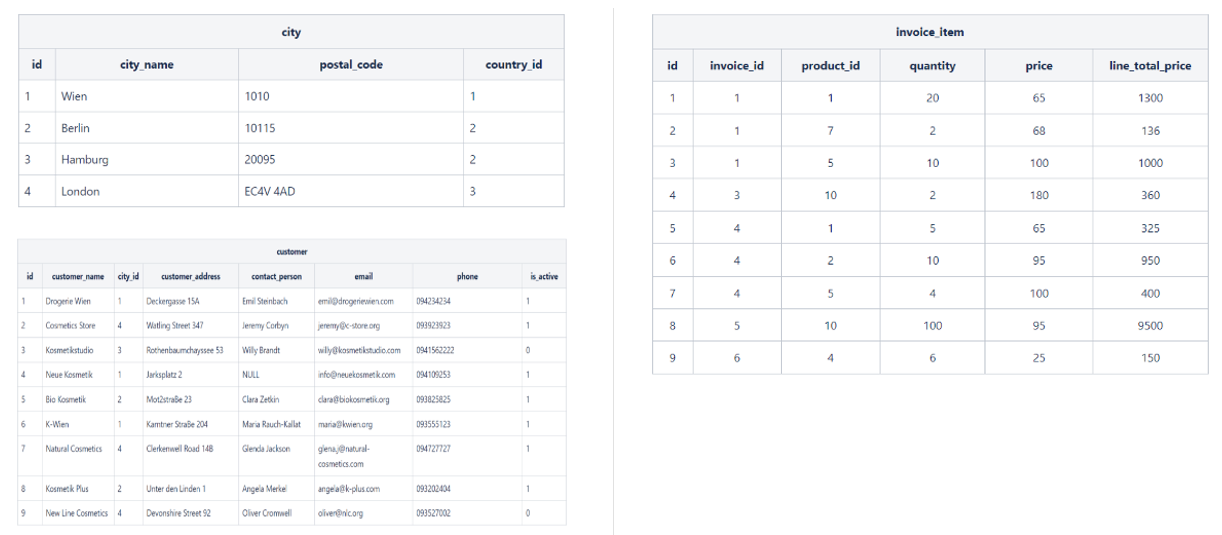 city
id city_name postal_code country_id
1 Wien 1010 1
2 Berlin 10115 2
3 Hamburg 20095 2
4 London EC4V 4AD 3
customer
id customer_name city_id customer_address contact_person email phone is_active
1 Drogerie Wien 1 Deckergasse 15A Emil Steinbach emil@drogeriewien.com 094234234 1
2 Cosmetics Store 4 Watling Street 347 Jeremy Corbyn jeremy@c-store.org 093923923 1
3 Kosmetikstudio 3 Rothenbaumchayssee 53 Willy Brandt willy@kosmetikstudio.com 0941562222 0
4 Neue Kosmetik 1 Jarksplatz 2 NULL info@neuekosmetik.com 094109253 1
5 Bio Kosmetik 2 Mot2straße 23 Clara Zetkin clara@biokosmetik.org 093825825 1
6 K-Wien 1 Kamtner Straße 204 Maria Rauch-Kallat maria@kwien.org 093555123 1
7 Natural Cosmetics 4 Clerkenwell Road 14B Glenda Jackson glena.j@natural-
cosmetics.com 094727727 1
8 Kosmetik Plus 2 Unter den Linden 1 Angela Merkel angela@k-plus.com 093202404 1
9 New Line Cosmetics 4 Devonshire Street 92 Oliver Cromwell oliver@nlc.org 093527002 0
invoice_item
id invoice_id product_id quantity price line_total_price
1 1 1 20 65 1300
2 1 7 2 68 136
3 1 5 10 100 1000
4 3 10 2 180 360
5 4 1 5 65 325
6 4 2 10 95 950
7 4 5 4 100 400
8 5 10 100 95 9500
9 6 4 6 25 150